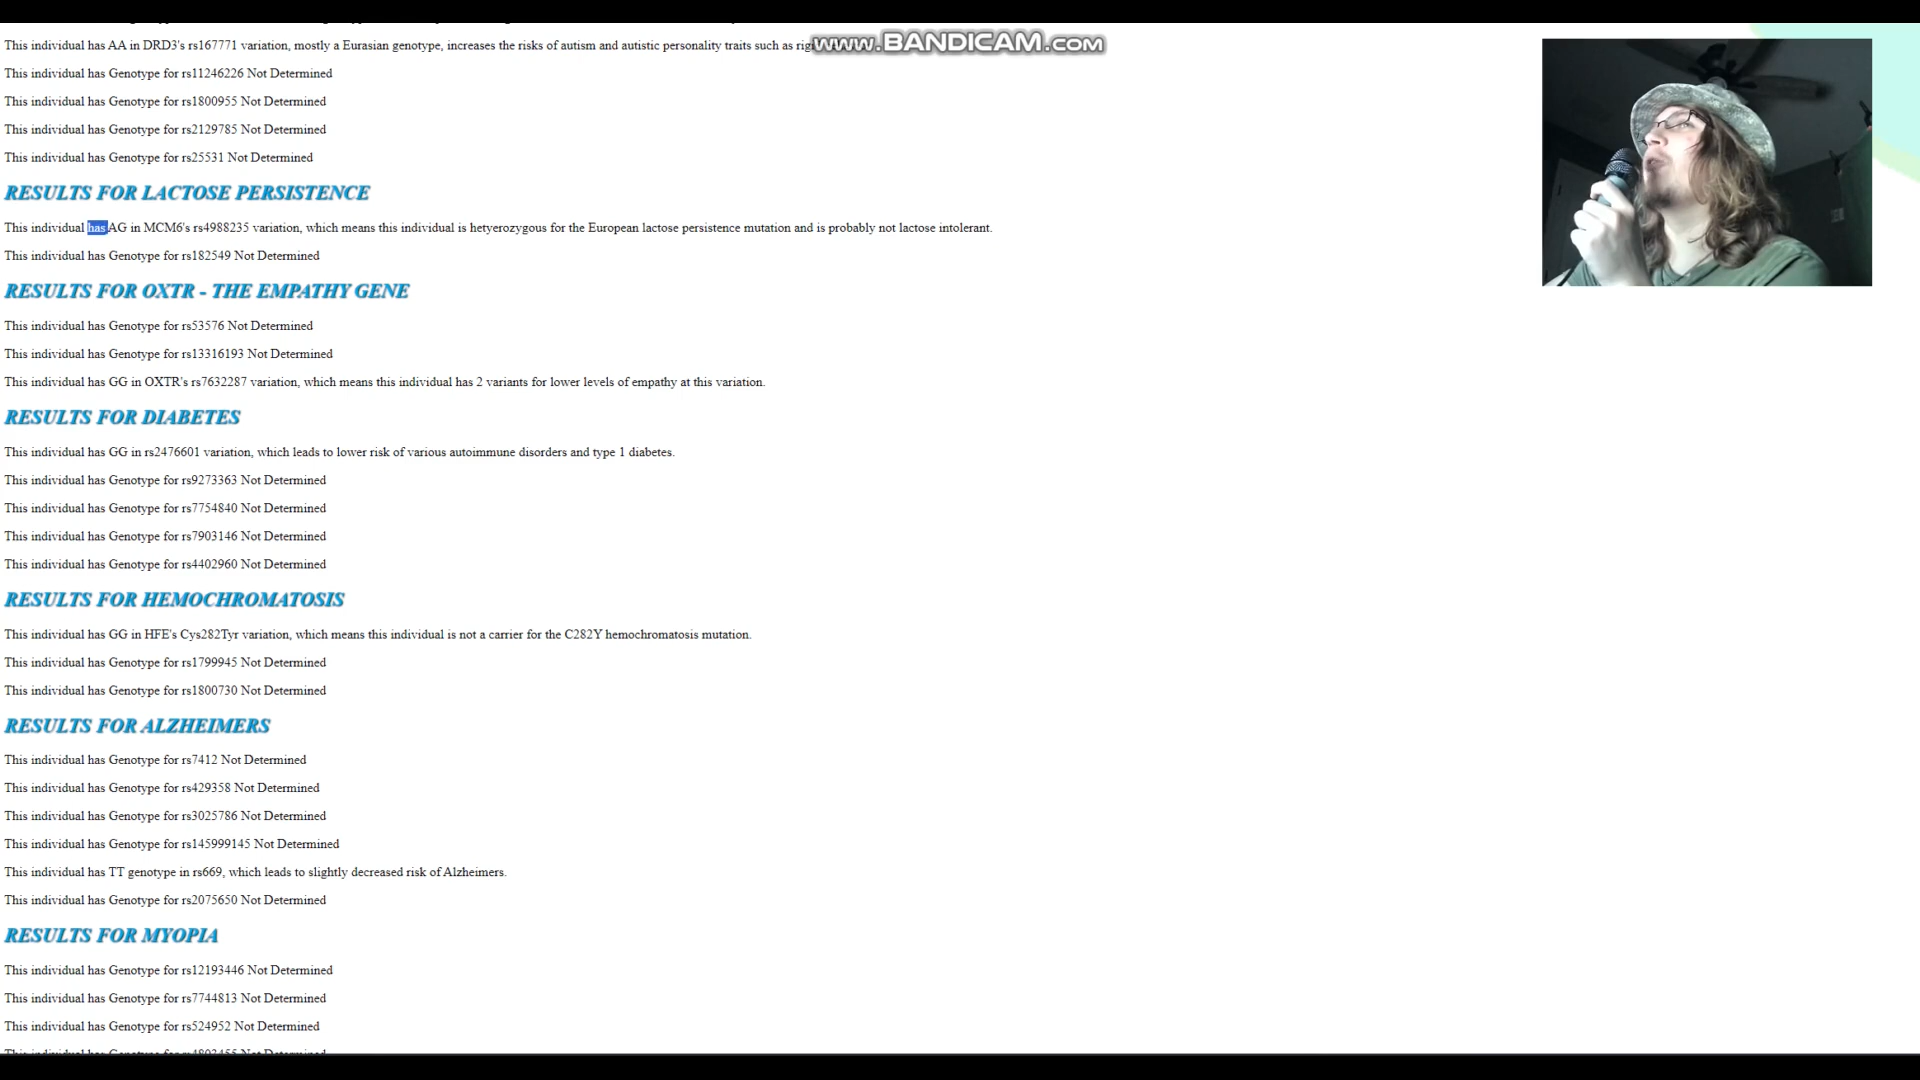 This individual has AA in DRD3's rs167771 variation, mostly a Eurasian genotype, increases the risks of autism and autistic personality traits such as
www.BANDICAM.com
This individual has Genotype for rs11246226 Not Determined
This individual has Genotype for rs1800955 Not Determined
This individual has Genotype for rs2129785 Not Determined
This individual has Genotype for rs25531 Not Determined
RESULTS FOR LACTOSE PERSISTENCE
This individual has AG in MCM6's rs4988235 variation, which means this individual is hetyerozygous for the European lactose persistence mutation and is probably not lactose intolerant.
This individual has Genotype for rs182549 Not Determined
RESULTS FOR OXTR - THE EMPATHY GENE
This individual has Genotype for rs53576 Not Determined
This individual has Genotype for rs13316193 Not Determined
This individual has GG in OXTR's rs7632287 variation, which means this individual has 2 variants for lower levels of empathy at this variation.
RESULTS FOR DIABETES
This individual has GG in rs2476601 variation, which leads to lower risk of various autoimmune disorders and type 1 diabetes.
This individual has Genotype for rs9273363 Not Determined
This individual has Genotype for rs7754840 Not Determined
This individual has Genotype for rs7903146 Not Determined
This individual has Genotype for rs4402960 Not Determined
RESULTS FOR HEMOCHROMATOSIS
This individual has GG in HFE's Cys282Tyr variation, which means this individual is not a carrier for the C282Y hemochromatosis mutation.
This individual has Genotype for rs1799945 Not Determined
This individual has Genotype for rs1800730 Not Determined
RESULTS FOR ALZHEIMERS
This individual has Genotype for rs7412 Not Determined
This individual has Genotype for rs429358 Not Determined
This individual has Genotype for rs3025786 Not Determined
This individual has Genotype for rs145999145 Not Determined
This individual has TT genotype in rs669, which leads to slightly decreased risk of Alzheimers.
This individual has Genotype for rs2075650 Not Determined
RESULTS FOR MYOPIA
This individual has Genotype for rs12193446 Not Determined
This individual has Genotype for rs7744813 Not Determined
This individual has Genotype for rs524952 Not Determined
This individual has Genotype for rs4803455 Not Determined